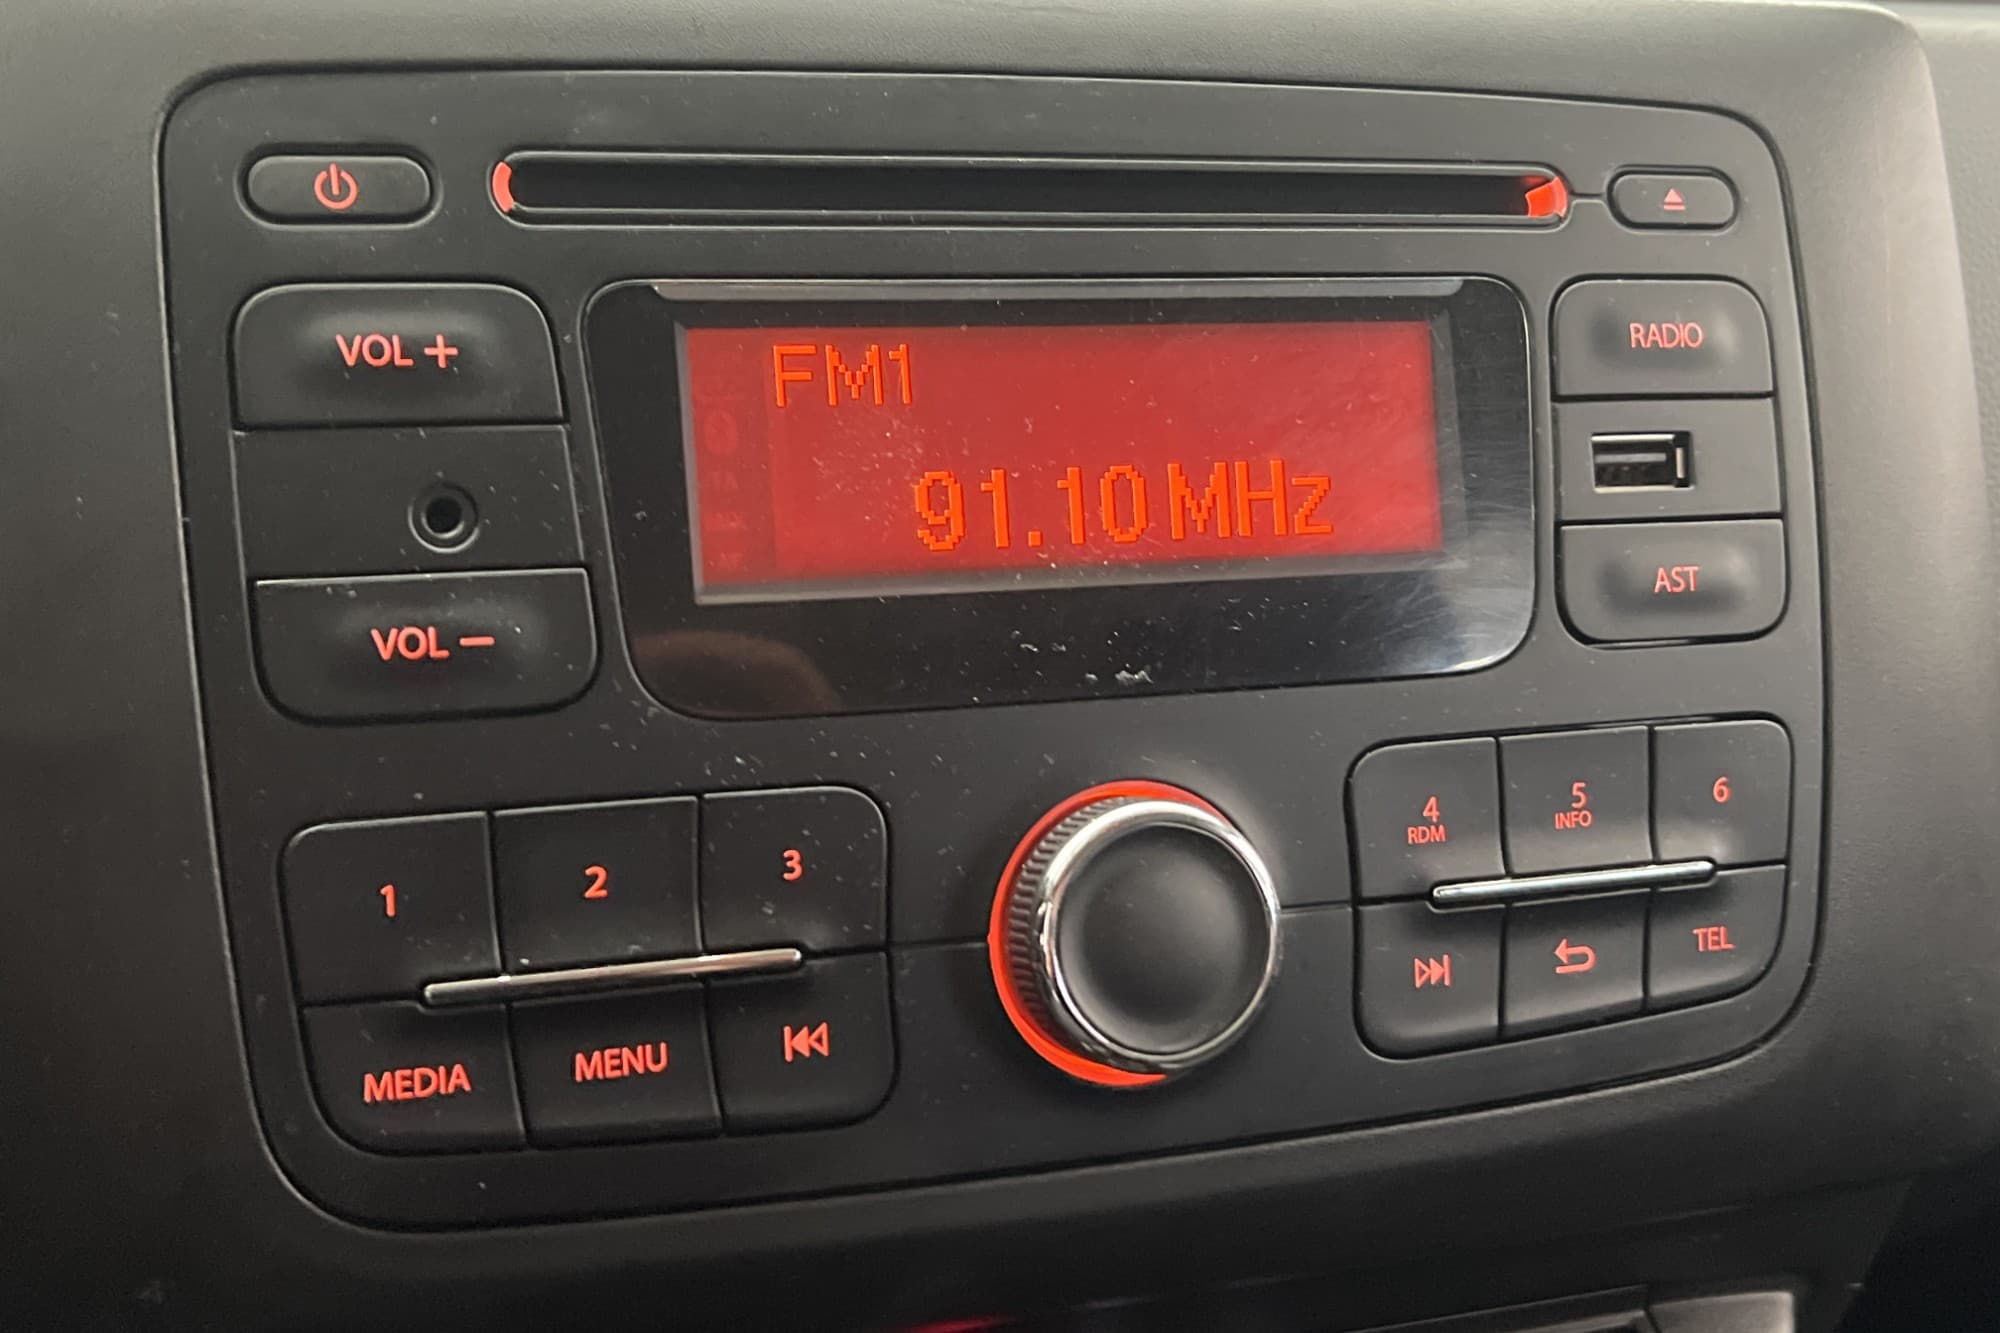 VOL +
FM1
RADIO
91.10 MHz
VOL –
AST
1
2
3
4
RDM
5
INFO
6
MEDIA
MENU
TEL